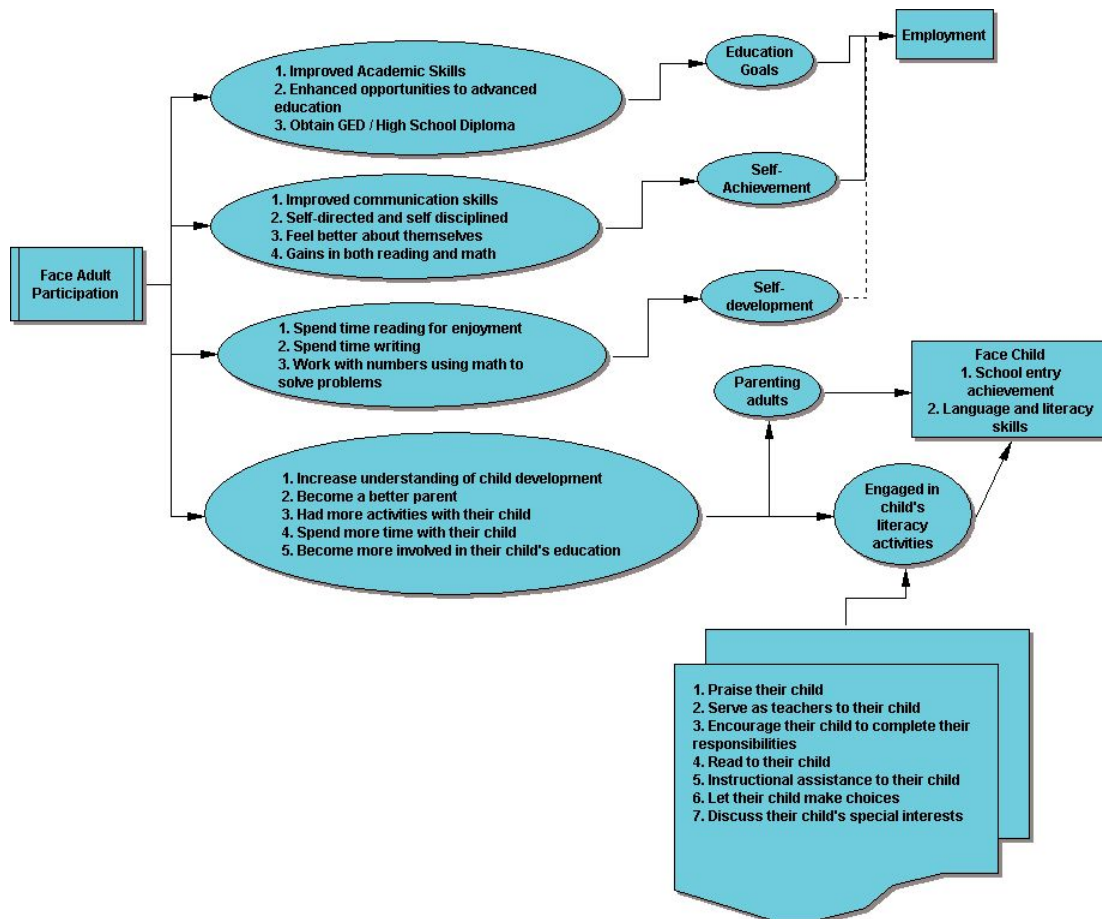 Face Adult
Participation
1. Improved Academic Skills
2. Enhanced opportunities to advanced
education
3. Obtain GED / High School Diploma
Education
Goals
Employment
1. Improved communication skills
2. Self-directed and self disciplined
3. Feel better about themselves
4. Gains in both reading and math
Self-
Achievement
1. Spend time reading for enjoyment
2. Spend time writing
3. Work with numbers using math to
solve problems
Self-
development
1. Increase understanding of child development
2. Become a better parent
3. Had more activities with their child
4. Spend more time with their child
5. Become more involved in their child's education
Parenting
adults
Face Child
1. School entry
achievement
2. Language and literacy
skills
Engaged in
child's
literacy
activities
1. Praise their child
2. Serve as teachers to their child
3. Encourage their child to complete their
responsibilities
4. Read to their child
5. Instructional assistance to their child
6. Let their child make choices
7. Discuss their child's special interests